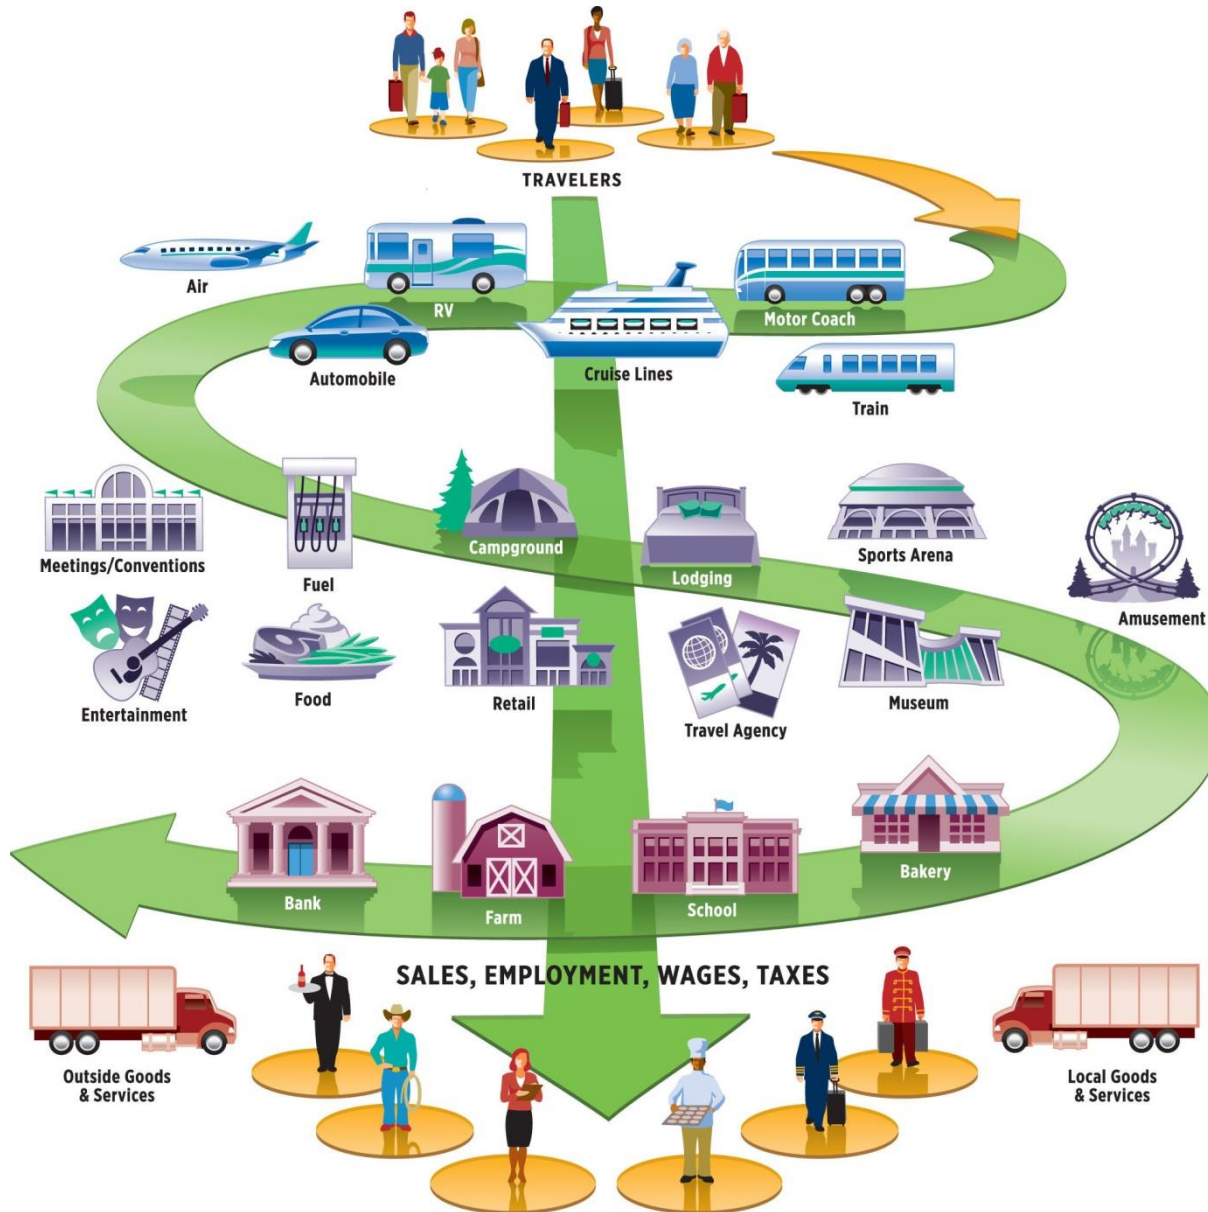 TRAVELERS
Air
RV
Motor Coach
Automobile
Cruise Lines
Train
Meetings/Conventions
Fuel
Campground
Lodging
Sports Arena
Amusement
Entertainment
Food
Retail
Travel Agency
Museum
Bank
Farm
School
Bakery
SALES, EMPLOYMENT, WAGES, TAXES
Outside Goods
& Services
Local Goods
& Services